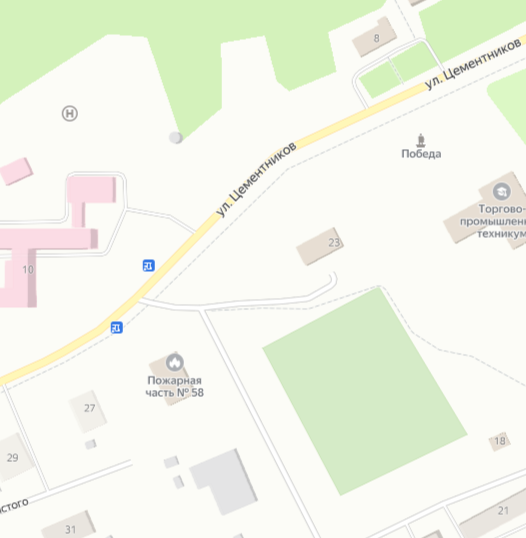 8
ул. Цементников
H
Победа
ул. Цементников
Торгово-
промышленн
техникум
23
10
Пожарная
часть № 58
27
18
29
21
стого
31